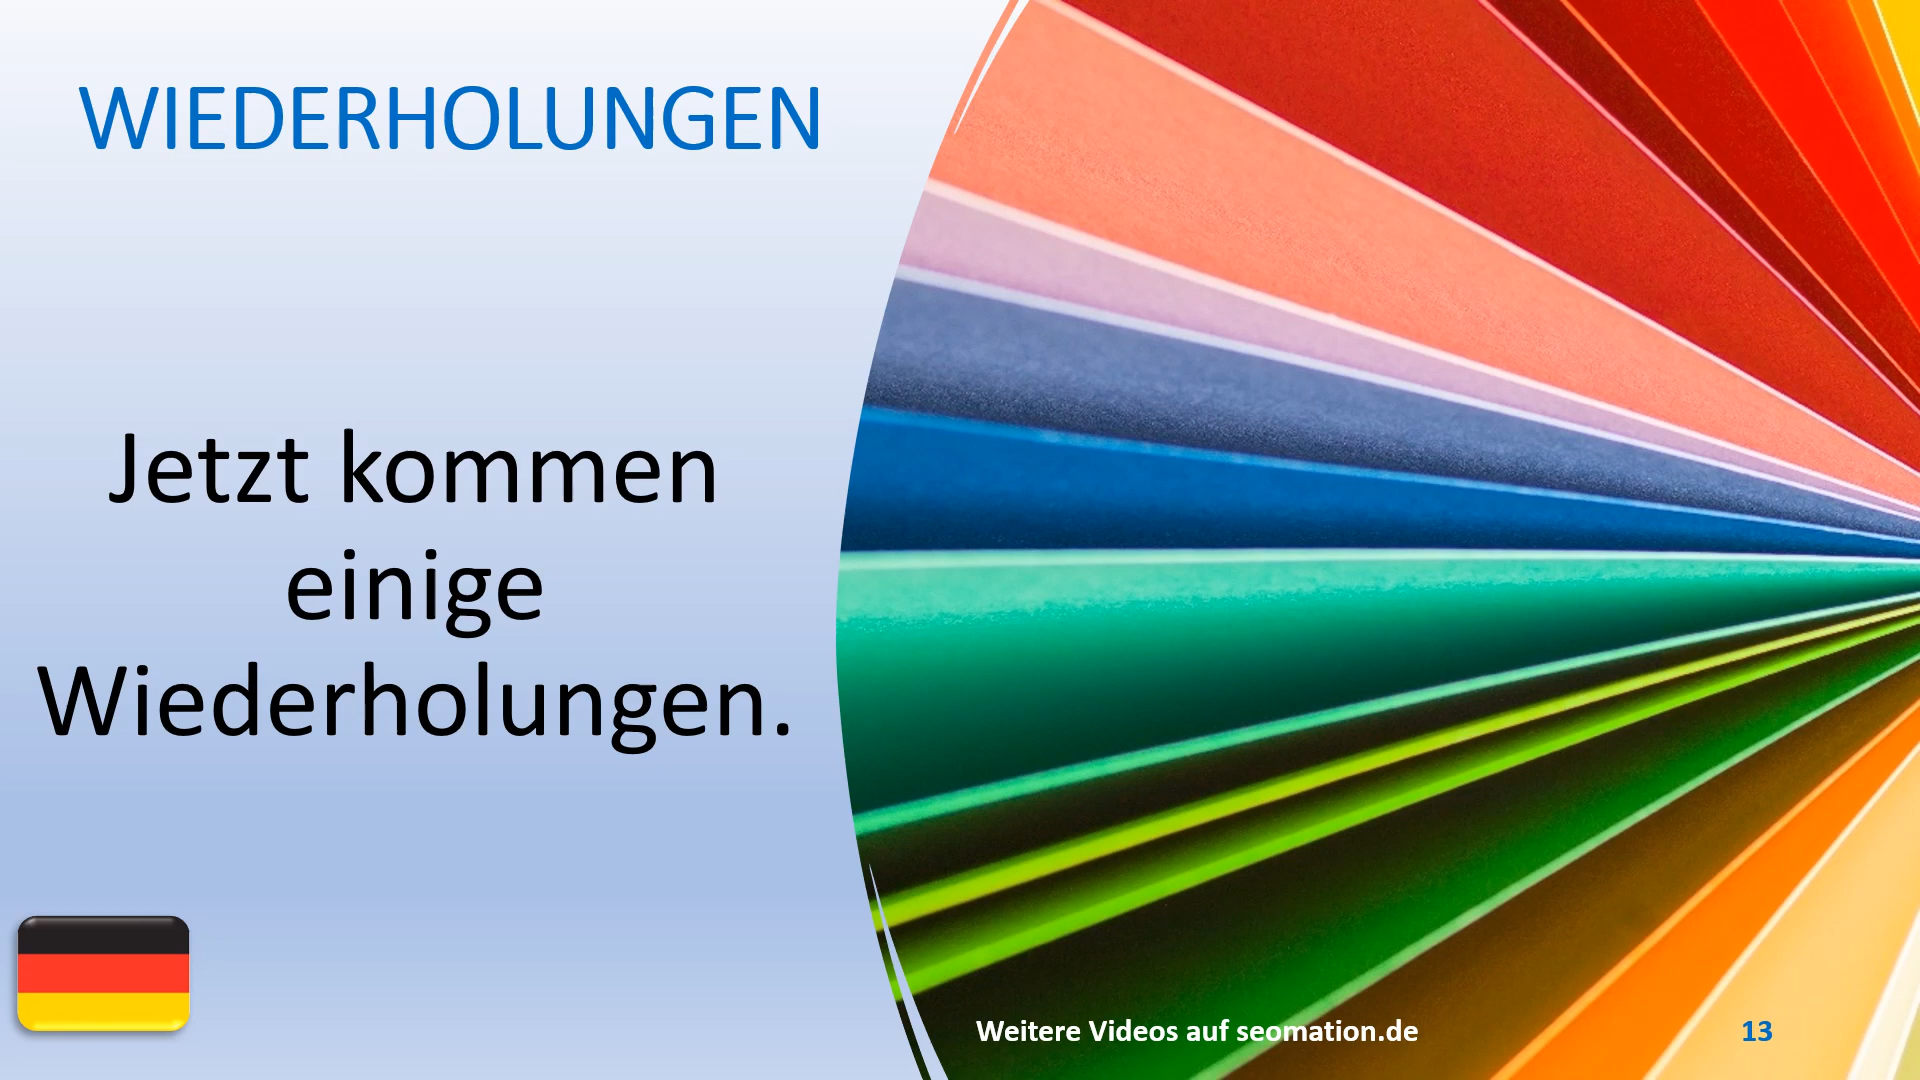 WIEDERHOLUNGEN
Jetzt kommen
einige
Wiederholungen.
Weitere Videos auf seomation.de
13